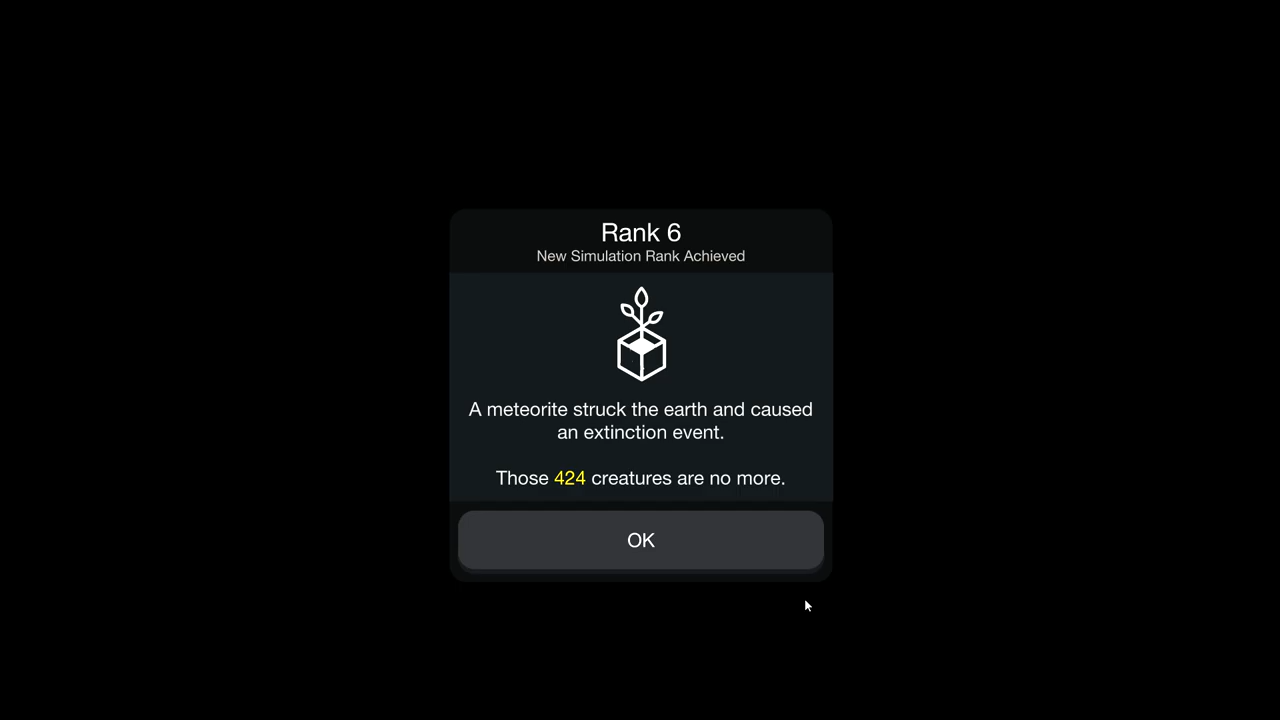 Rank 6
New Simulation Rank Achieved
A meteorite struck the earth and caused
an extinction event.
Those 424 creatures are no more.
OK